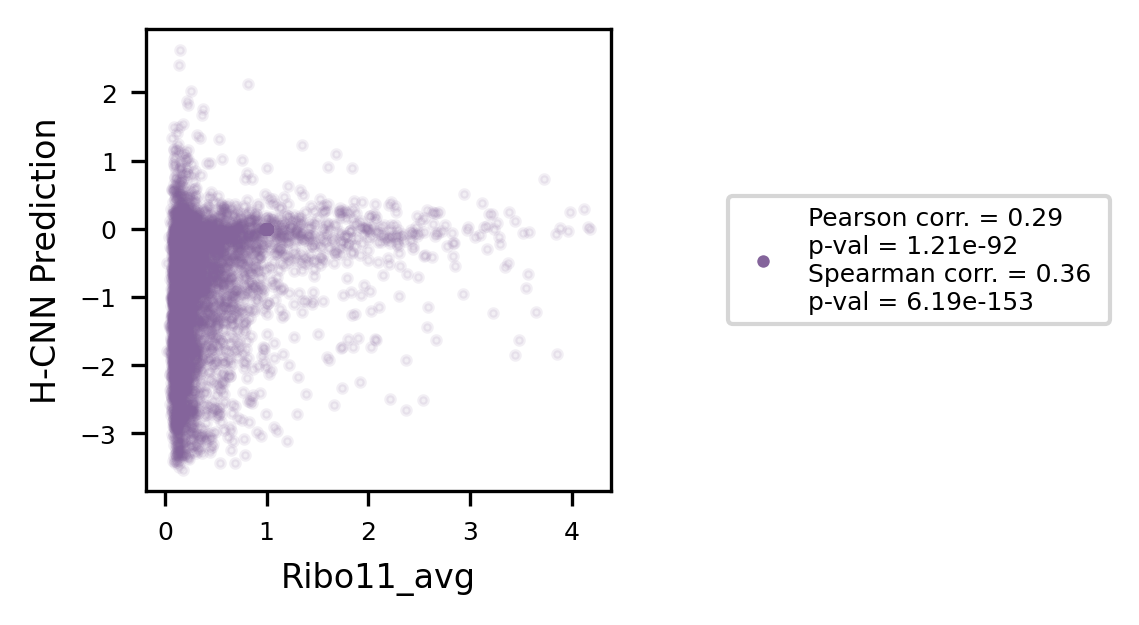 2
1
0
−1
−2
−3
H-CNN Prediction
0 1 2 3 4
Ribo11_avg
Pearson corr. = 0.29
p-val = 1.21e-92
Spearman corr. = 0.36
p-val = 6.19e-153